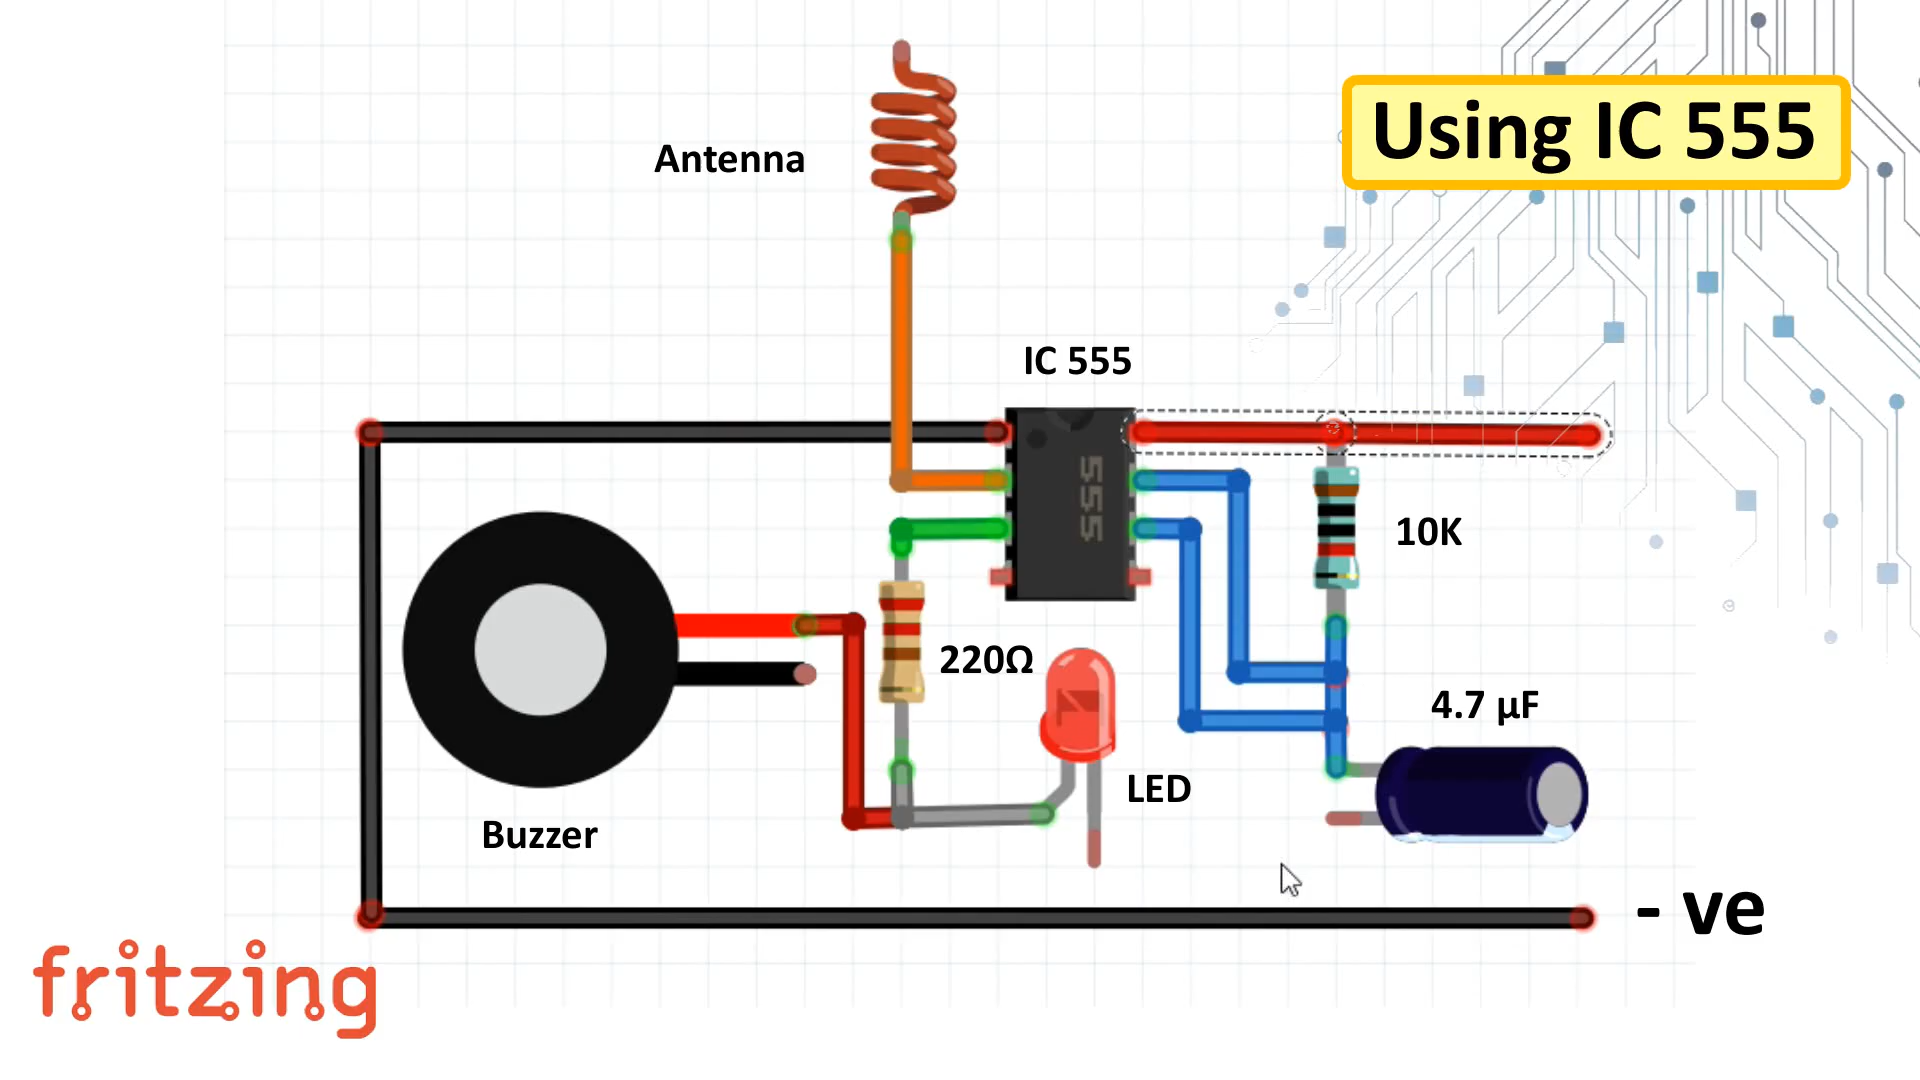 Using IC 555
Antenna
IC 555
555
10K
220Ω
4.7 µF
LED
Buzzer
- ve
fritzing